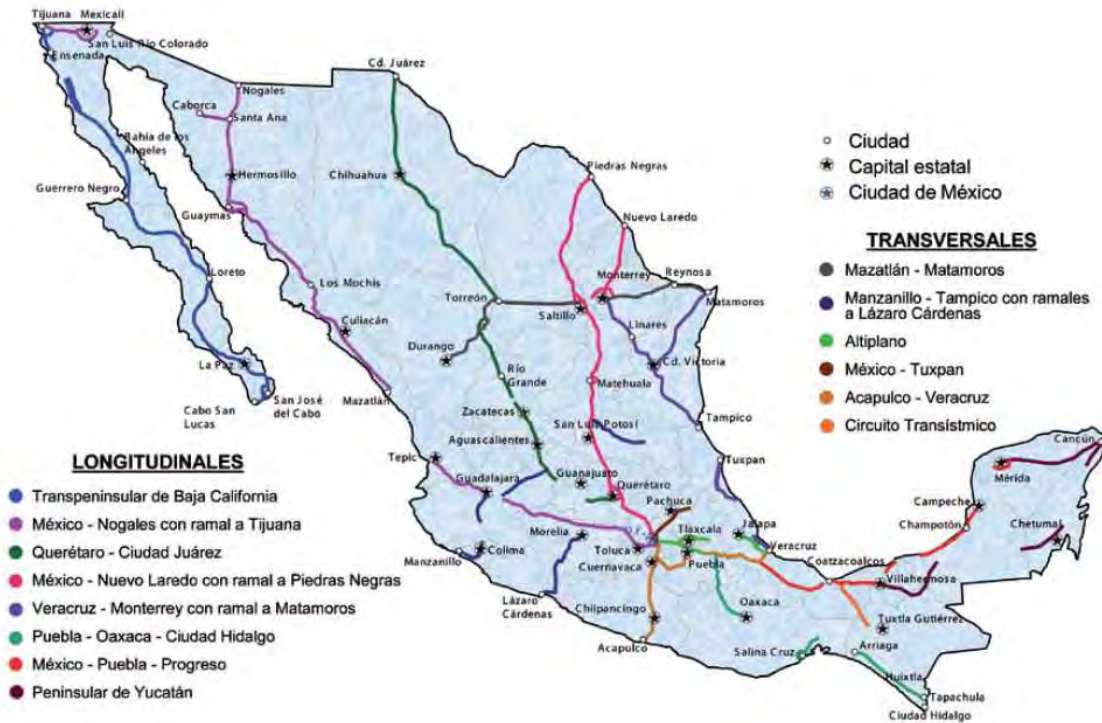 Tijuana
Mexicali
San Luis Río Colorado
Ensenada
Cd. Juárez
Nogales
Caborca
Santa Ana
Bahía de los
Ángeles
Hermosillo
Chihuahua
Piedras Negras
Guerrero Negro
Guaymas
Nuevo Laredo
Loreto
Los Mochis
Torreón
Monterrey
Reynosa
Saltillo
Matamoros
Culiacán
Durango
Linares
La Paz
Cd. Victoria
Río
Grande
Matehuala
Cabo San
Lucas
San José
del Cabo
Mazatlán
Zacatecas
San Luis Potosí
Tampico
Aguascalientes
Tepic
Tuxpan
Guadalajara
Guanajuato
Querétaro
Pachuca
Morelia
Tlaxcala
Jalapa
Manzanillo
Colima
Toluca
Veracruz
Cuernavaca
Puebla
Coatzacoalcos
Lázaro
Cárdenas
Chilpancingo
Oaxaca
Acapulco
Salina Cruz
Arriaga
Tuxtla Gutiérrez
Villahermosa
Huixtla
Tapachula
Ciudad Hidalgo
Cancún
Mérida
Campeche
Champotón
Chetumal
Ciudad
Capital estatal
Ciudad de México
TRANSVERSALES
Mazatlán - Matamoros
Manzanillo - Tampico con ramales
a Lázaro Cárdenas
Altiplano
México - Tuxpan
Acapulco - Veracruz
Circuito Transístmico
LONGITUDINALES
Transpeninsular de Baja California
México - Nogales con ramal a Tijuana
Querétaro - Ciudad Juárez
México - Nuevo Laredo con ramal a Piedras Negras
Veracruz - Monterrey con ramal a Matamoros
Puebla - Oaxaca - Ciudad Hidalgo
México - Puebla - Progreso
Peninsular de Yucatán